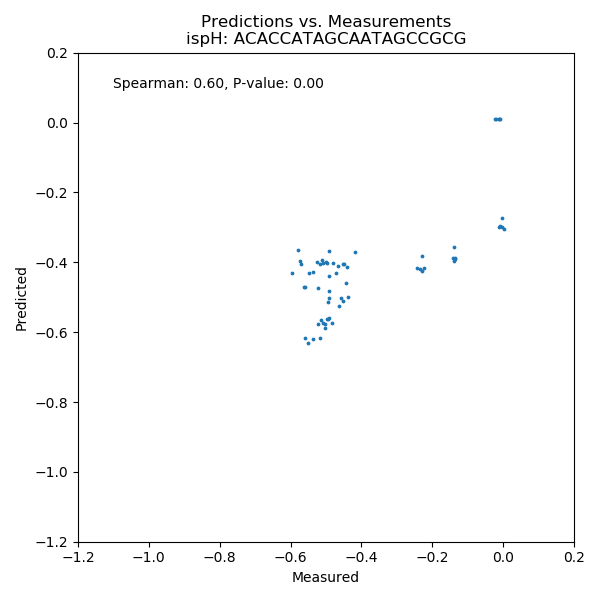 Predictions vs. Measurements
ispH: ACACCATAGCAATAGCCGCG
Spearman: 0.60, P-value: 0.00
0.2
0.0
−0.2
−0.4
−0.6
−0.8
−1.0
−1.2
Predicted
−1.2 −1.0 −0.8 −0.6 −0.4 −0.2 0.0 0.2
Measured